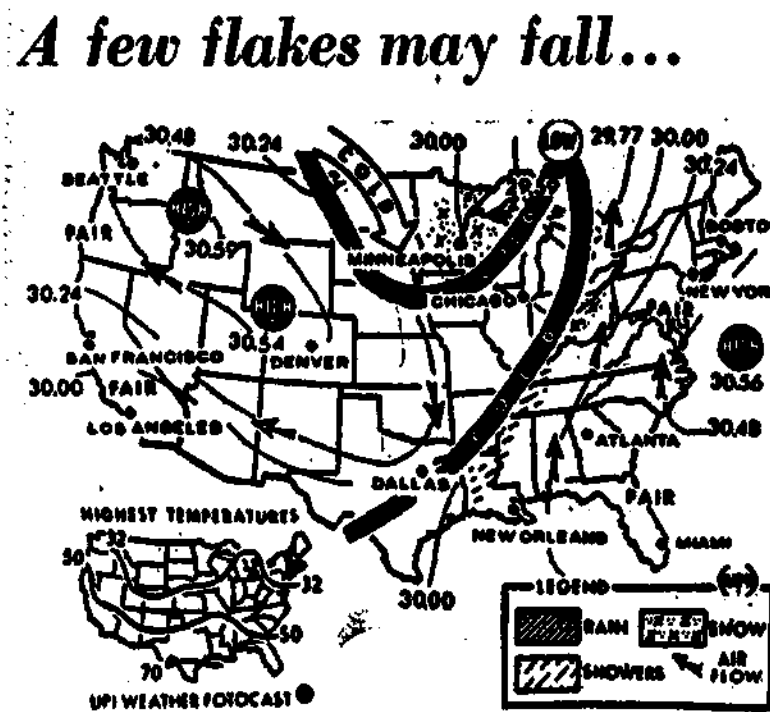 A few flakes may fall...
30.48 30.24 30.00 LOW 29.77 30.00
30.24
SEATTLE
COLD
29.59
HIGH
BOSTO
FAIR
30.59
MINNEAPOLIS
30.24
HIGH
CHICAGO
NEW YOR
FAIR
30.54
SAN FRANCISCO
DENVER
HIGH
30.00 FAIR
30.56
LOS ANGELES
30.48
ATLANTA
DALLAS
FAIR
HIGHEST TEMPERATURES
NEW ORLEAND
MIAMI
32
50
32
30.00
LEGEND
RAIN
SNOW
50
SHOWERS
AIR
FLOW
70
UPI WEATHER FOTOCAST